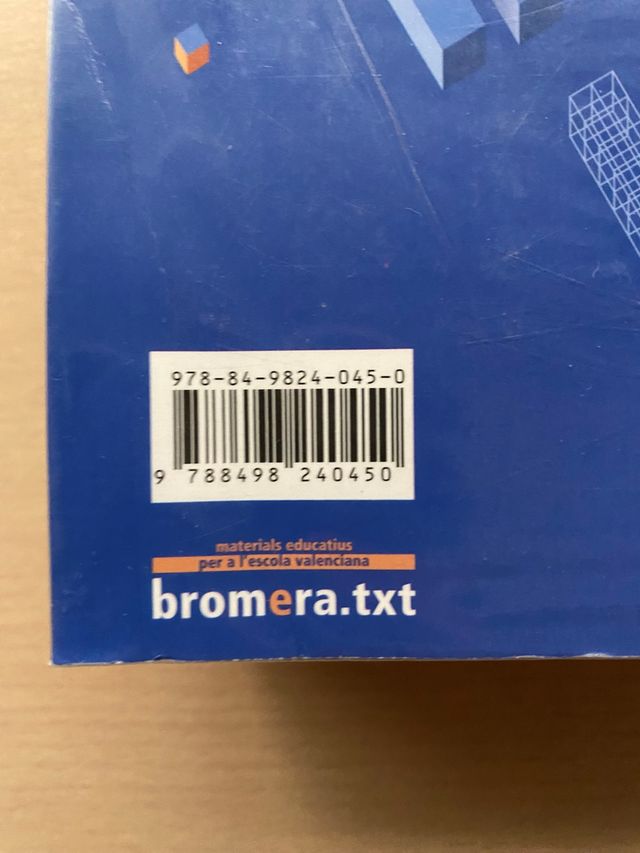 978-84-9824-045-0
9 788498 240450
materials educatius
per a l'escola valenciana
bromera.txt